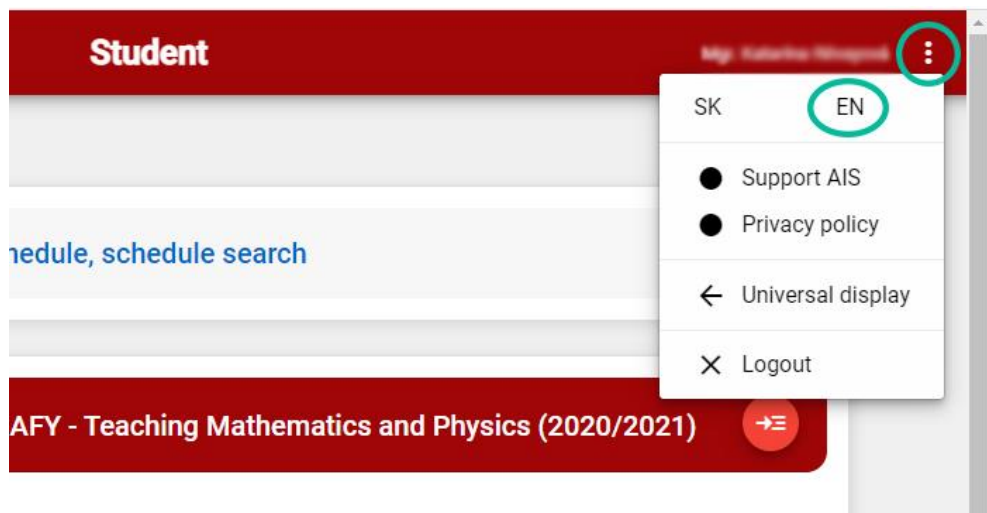 Student
SK EN
Support AIS
Privacy policy
hedule, schedule search
Universal display
Logout
AFY - Teaching Mathematics and Physics (2020/2021)